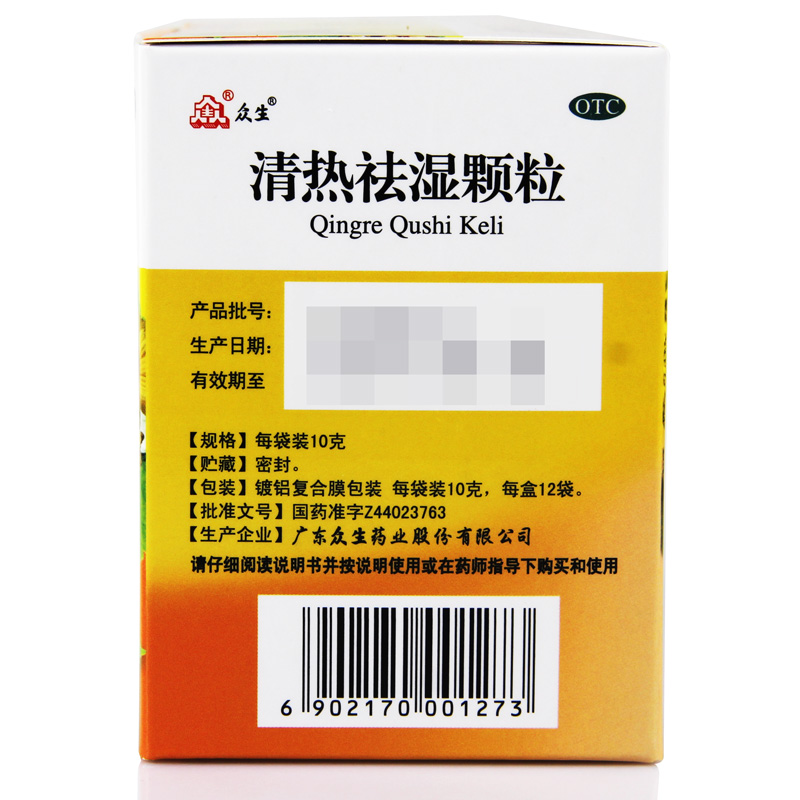 众生®
®
OTC
清热祛湿颗粒
Qingre Qushi Keli
产品批号:
生产日期:
有效期至
【规格】每袋装10克
【贮藏】密封。
【包装】镀铝复合膜包装 每袋装10克,每盒12袋。
【批准文号】国药准字Z44023763
【生产企业】广东众生药业股份有限公司
请仔细阅读说明书并按说明使用或在药师指导下购买和使用
6 902170 001273